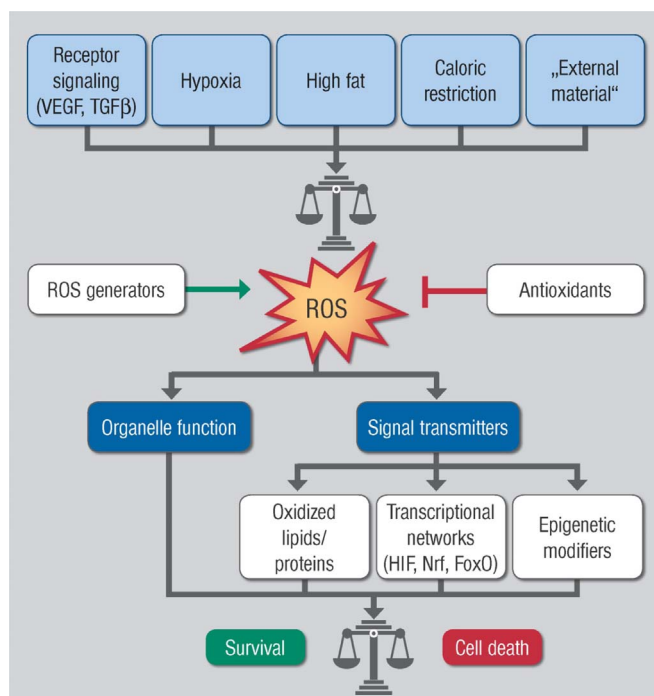 Receptor
signaling
(VEGF, TGFβ)
Hypoxia
High fat
Caloric
restriction
„External
material“
ROS generators
ROS
Antioxidants
Organelle function
Signal transmitters
Oxidized
lipids/
proteins
Transcriptional
networks
(HIF, Nrf, FoxO)
Epigenetic
modifiers
Survival
Cell death